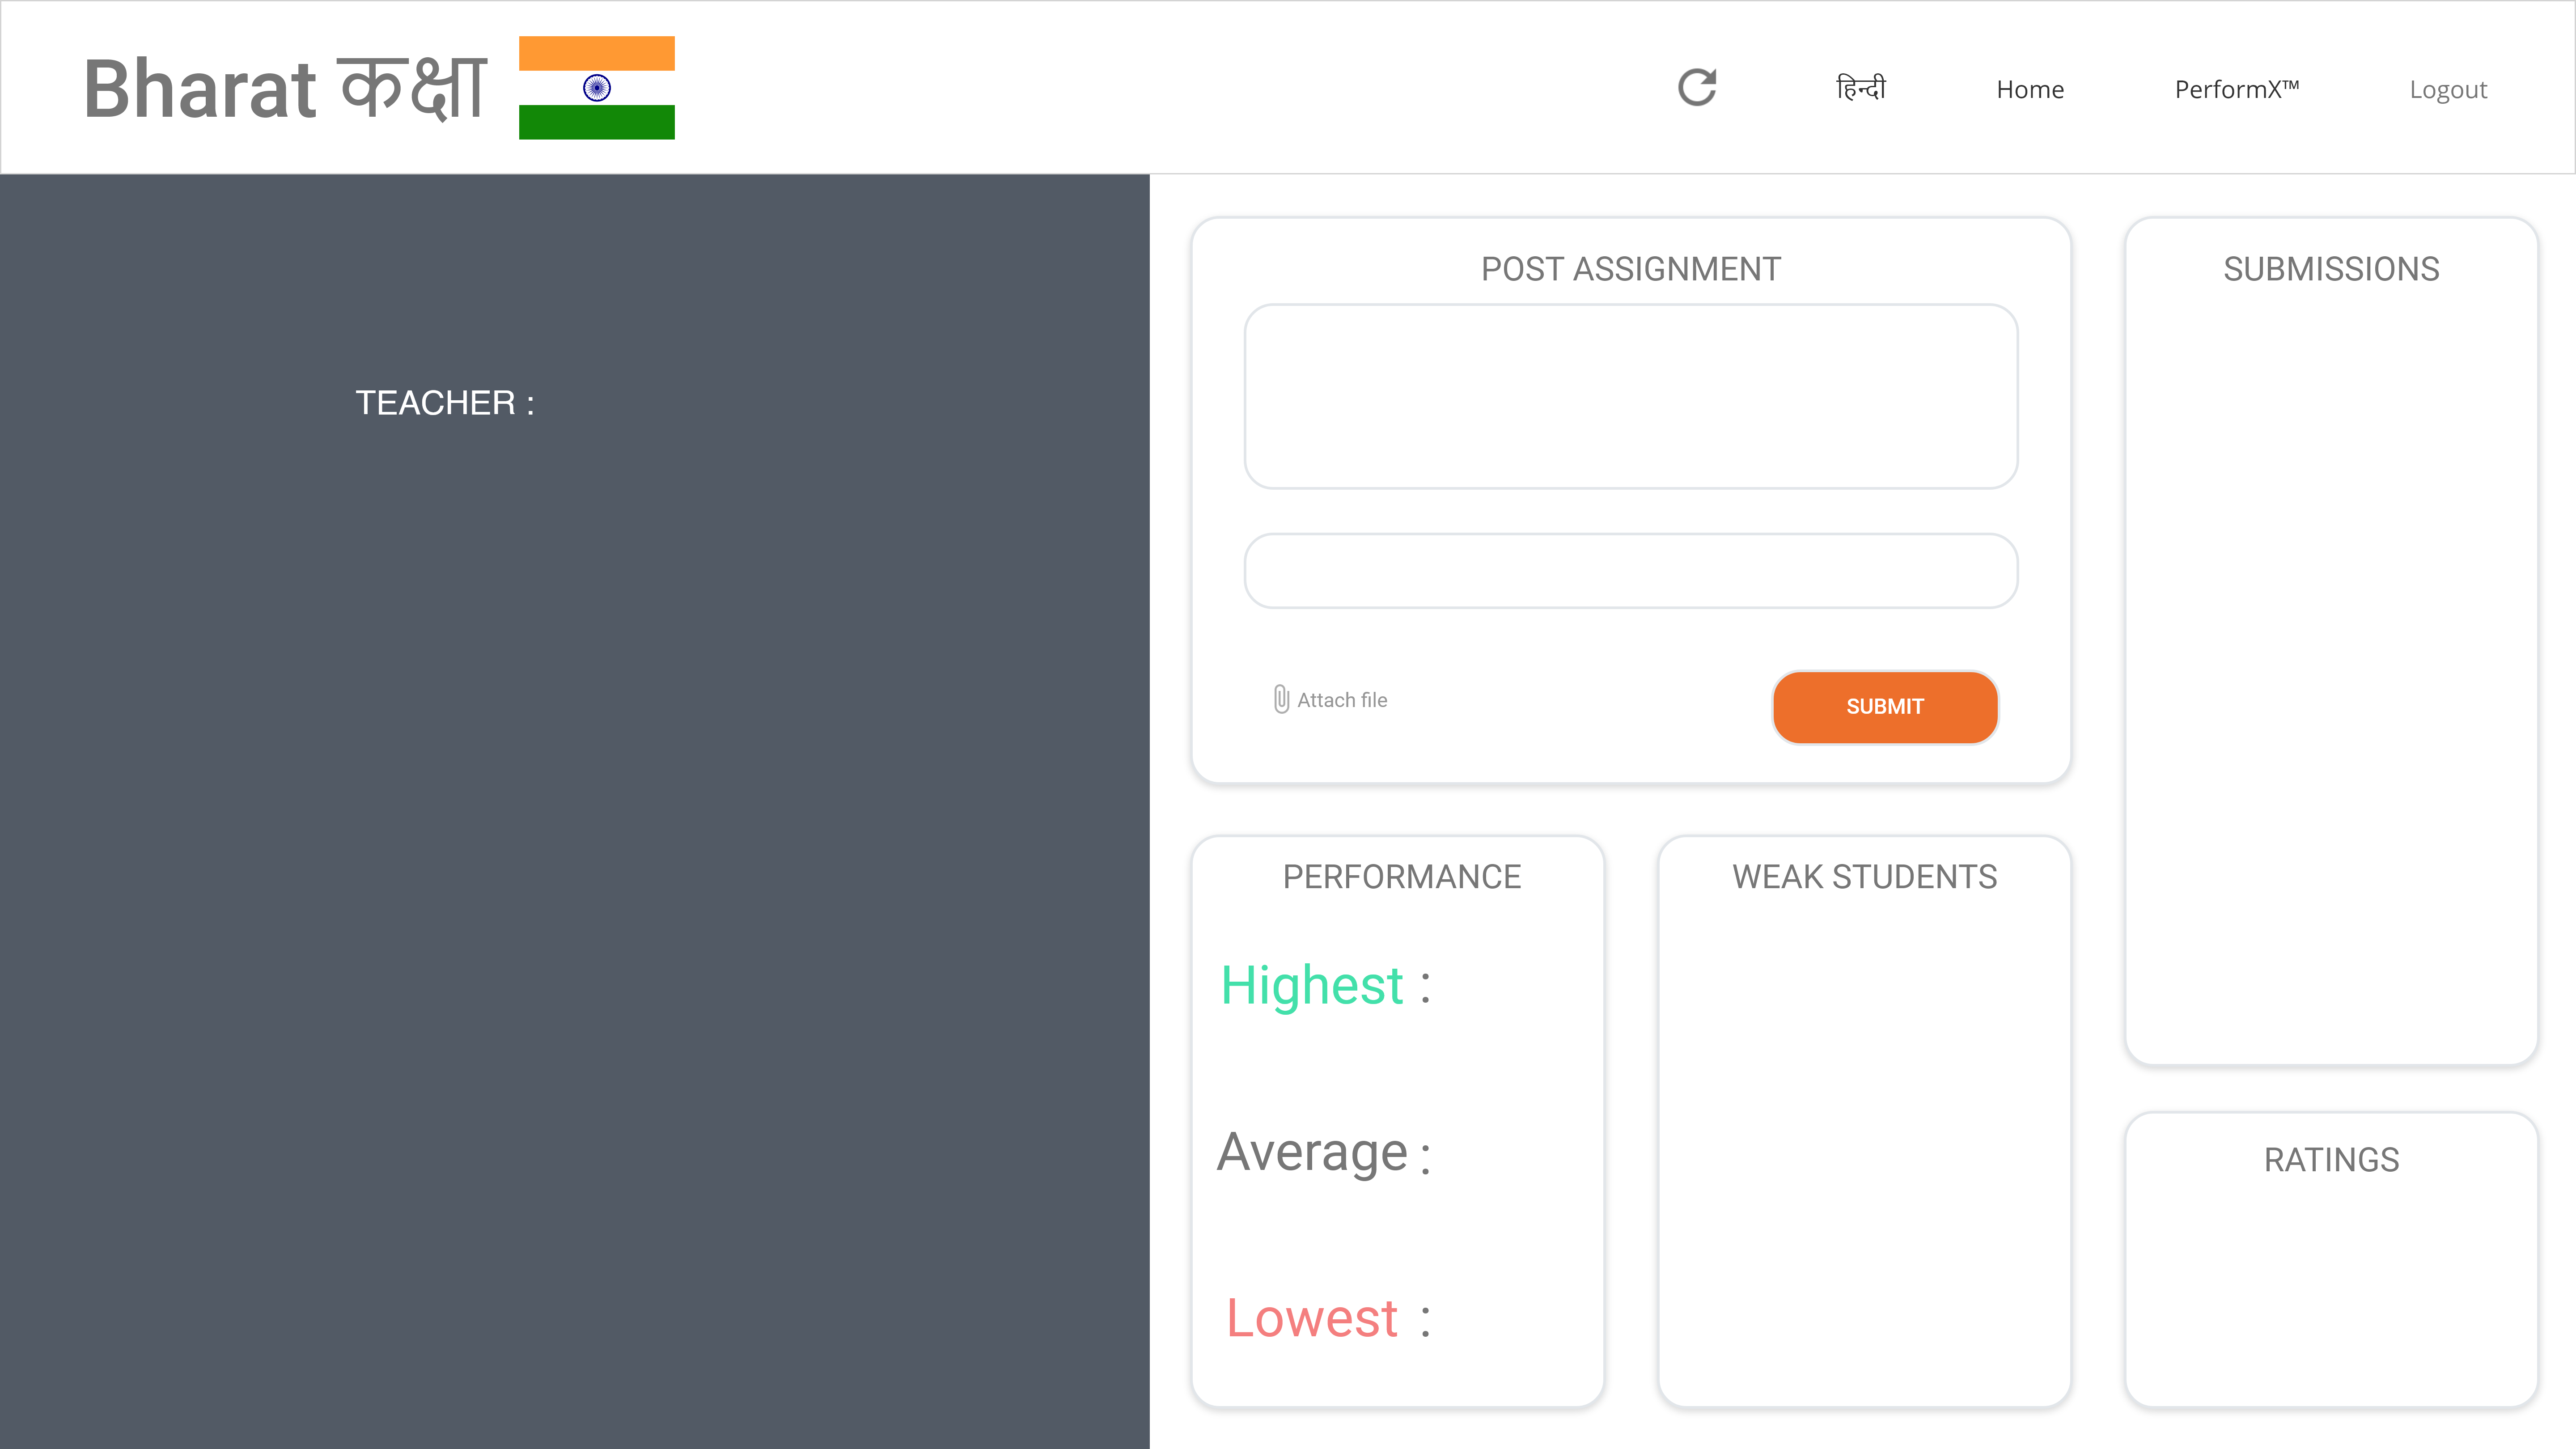 Bharat कक्षा
हिन्दी
Home
PerformX™
Logout
TEACHER :
POST ASSIGNMENT
Attach file
SUBMIT
SUBMISSIONS
PERFORMANCE
Highest :
Average :
Lowest :
WEAK STUDENTS
RATINGS